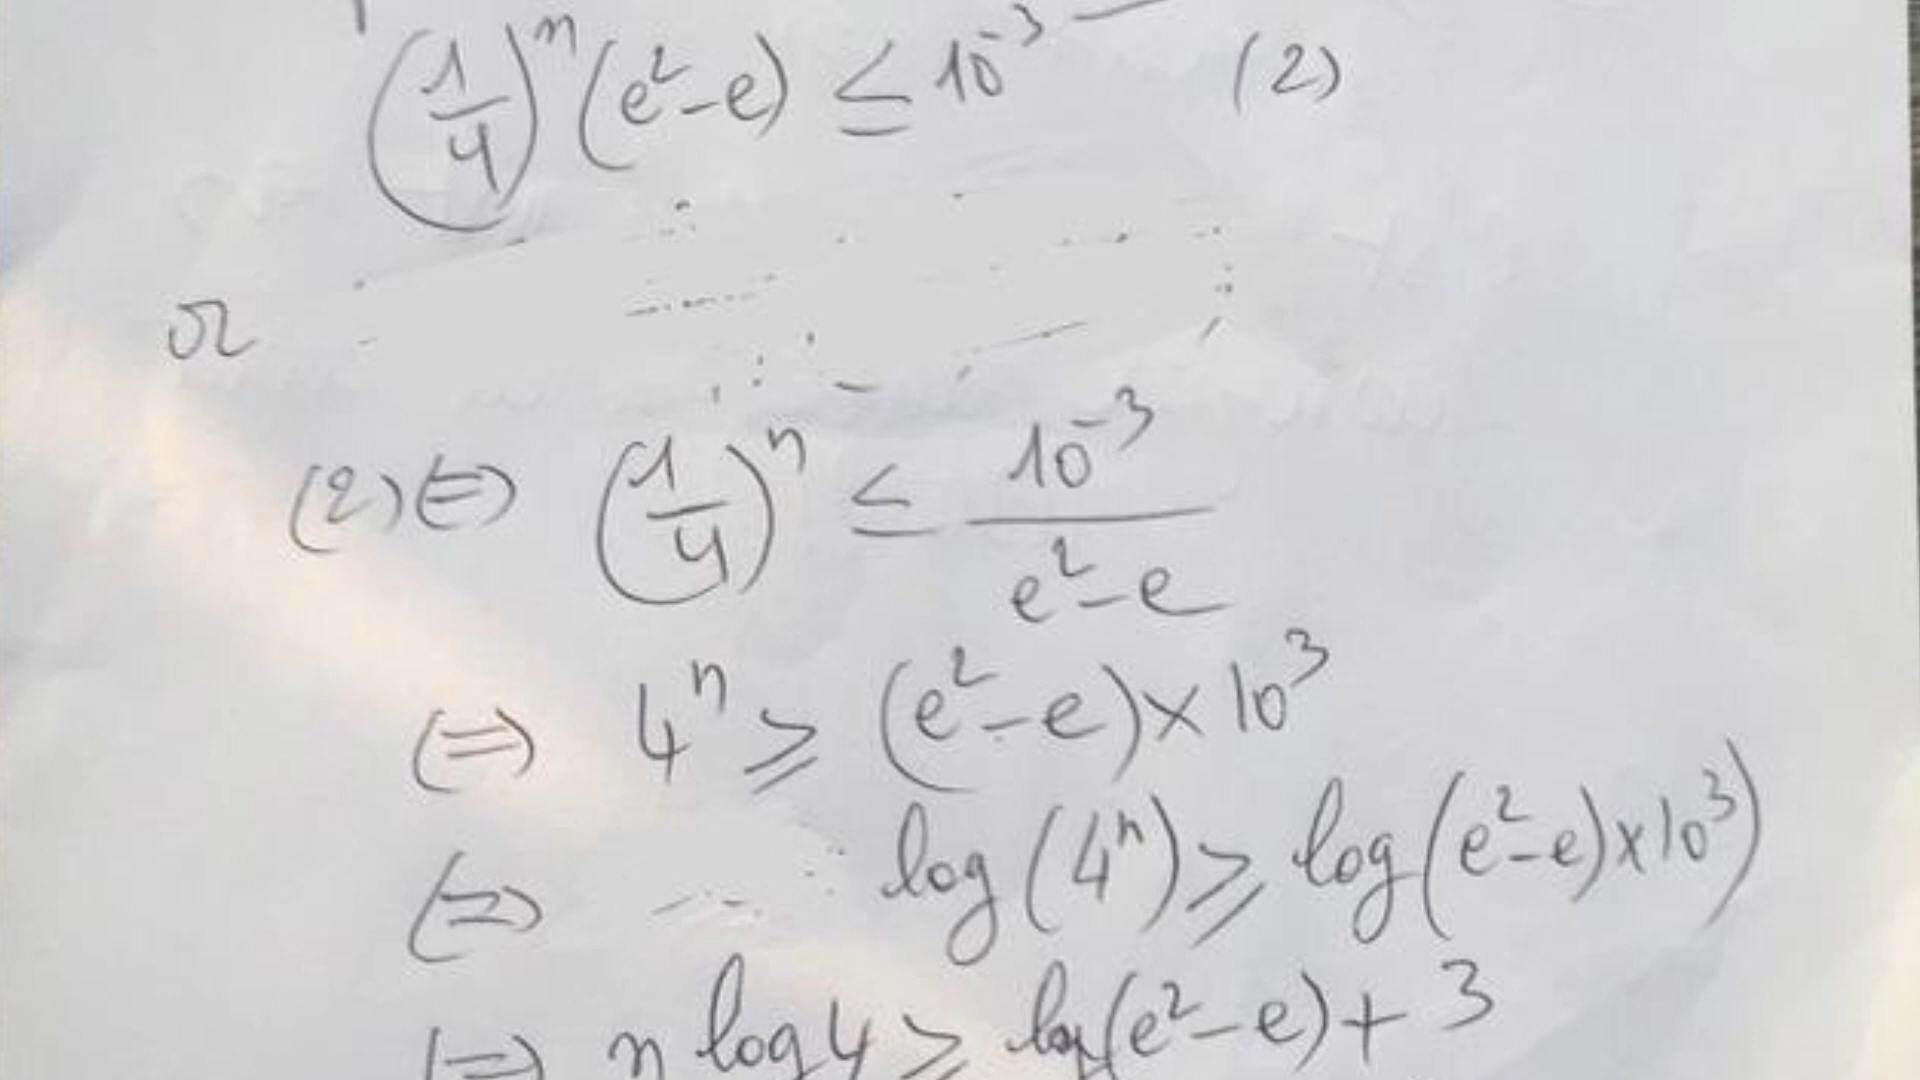 (1/4)^n (e²-e) ≤ 10^-3 (2)
or
(2) ⇔ (1/4)^n ≤ 10^-3 / (e²-e)
⇔ 4^n ≥ (e²-e)×10³
⇔ log(4^n) ≥ log(e²-e)×10³)
⇔ n log 4 ≥ log(e²-e)+3